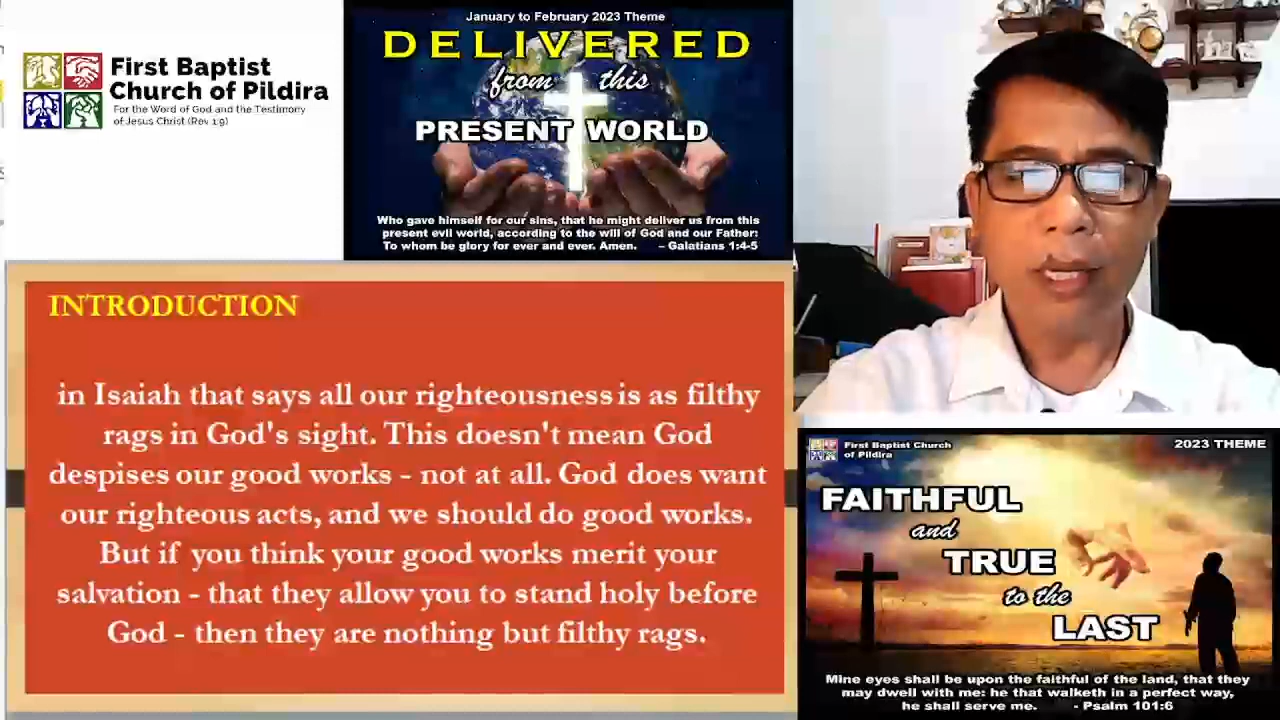 First Baptist
Church of Pildira
For the Word of God and the Testimony
of Jesus Christ (Rev 1:9)
January to February 2023 Theme
DELIVERED
from this
PRESENT WORLD
Who gave himself for our sins, that he might deliver us from this
present evil world, according to the will of God and our Father:
To whom be glory for ever and ever. Amen. – Galatians 1:4-5
INTRODUCTION
in Isaiah that says all our righteousness is as filthy
rags in God's sight. This doesn't mean God
despises our good works - not at all. God does want
our righteous acts, and we should do good works.
But if you think your good works merit your
salvation - that they allow you to stand holy before
God - then they are nothing but filthy rags.
First Baptist Church
of Pildira
2023 THEME
FAITHFUL
and
TRUE
to the
LAST
Mine eyes shall be upon the faithful of the land, that they
may dwell with me: he that walketh in a perfect way,
he shall serve me. - Psalm 101:6